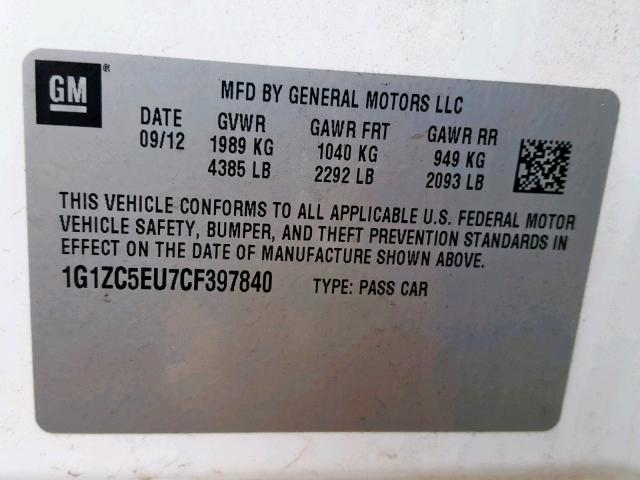 GM®
MFD BY GENERAL MOTORS LLC
DATE GVWR GAWR FRT GAWR RR
09/12 1989 KG 1040 KG 949 KG
4385 LB 2292 LB 2093 LB
THIS VEHICLE CONFORMS TO ALL APPLICABLE U.S. FEDERAL MOTOR
VEHICLE SAFETY, BUMPER, AND THEFT PREVENTION STANDARDS IN
EFFECT ON THE DATE OF MANUFACTURE SHOWN ABOVE.
1G1ZC5EU7CF397840 TYPE: PASS CAR